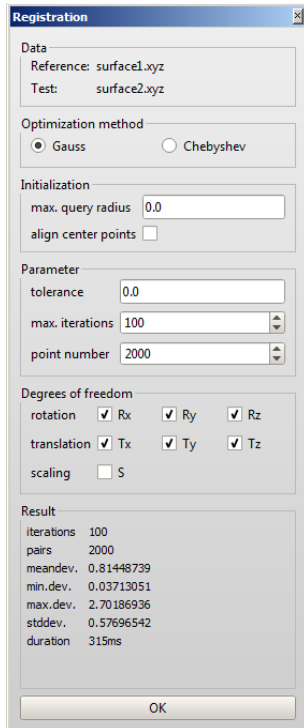 Registration
Data
Reference: surface1.xyz
Test: surface2.xyz
Optimization method
Gauss Chebyshev
Initialization
max. query radius 0.0
align center points
Parameter
tolerance 0.0
max. iterations 100
point number 2000
Degrees of freedom
rotation Rx Ry Rz
translation Tx Ty Tz
scaling S
Result
iterations 100
pairs 2000
meandev. 0.81448739
min.dev. 0.03713051
max.dev. 2.70186936
stddev. 0.57696542
duration 315ms
OK